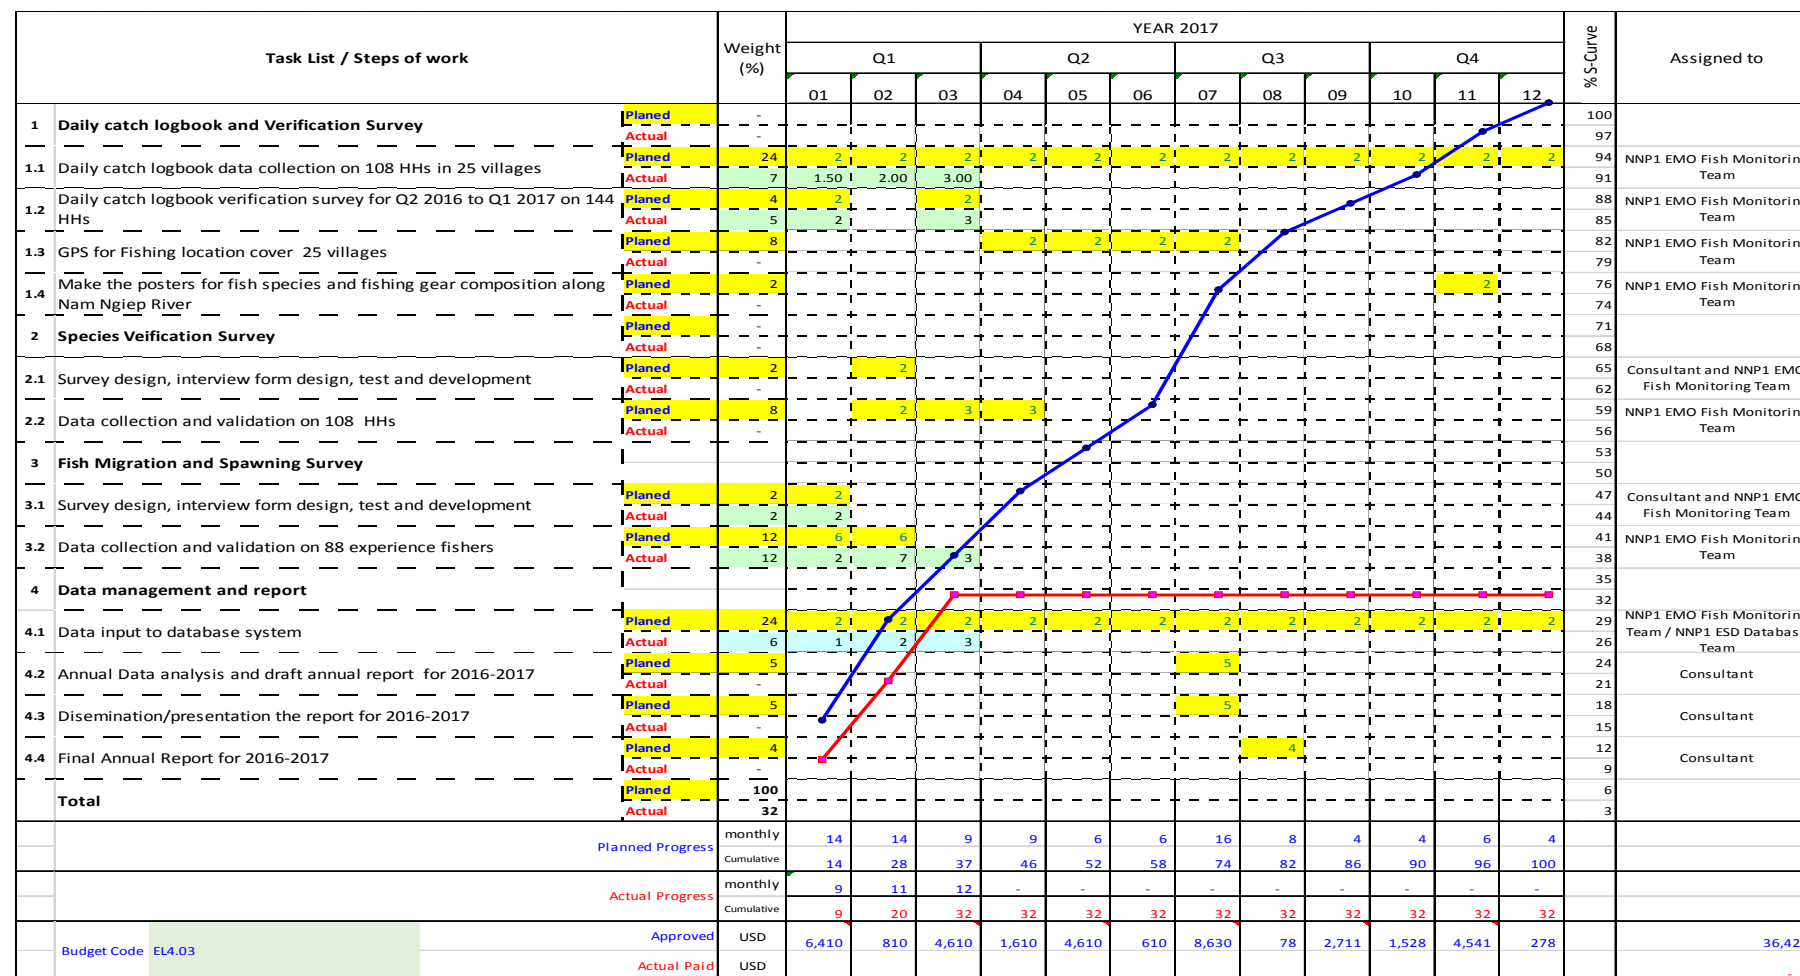 Task List / Steps of work
Weight (%)
YEAR 2017
% S-Curve
Assigned to
Q1 Q2 Q3 Q4
01 02 03 04 05 06 07 08 09 10 11 12
1 Daily catch logbook and Verification Survey Planed - 100
Actual - 97
1.1 Daily catch logbook data collection on 108 HHs in 25 villages Planed 24 2 2 2 2 2 2 2 2 2 2 2 2 94 NNP1 EMO Fish Monitorin
Actual 7 1.50 2.00 3.00 91 Team
1.2 Daily catch logbook verification survey for Q2 2016 to Q1 2017 on 144 Planed 4 2 2 88 NNP1 EMO Fish Monitorin
HHs Actual 5 2 3 85 Team
1.3 GPS for Fishing location cover 25 villages Planed 8 2 2 2 2 82 NNP1 EMO Fish Monitorin
Actual - 79 Team
1.4 Make the posters for fish species and fishing gear composition along Planed 2 2 76 NNP1 EMO Fish Monitorin
Nam Ngiep River Actual - 74 Team
2 Species Veification Survey Planed - 71
Actual - 68
2.1 Survey design, interview form design, test and development Planed 2 2 65 Consultant and NNP1 EMO
Actual - 62 Fish Monitoring Team
2.2 Data collection and validation on 108 HHs Planed 8 2 3 3 59 NNP1 EMO Fish Monitorin
Actual - 56 Team
3 Fish Migration and Spawning Survey 53
50
3.1 Survey design, interview form design, test and development Planed 2 2 47 Consultant and NNP1 EMO
Actual 2 2 44 Fish Monitoring Team
3.2 Data collection and validation on 88 experience fishers Planed 12 6 6 41 NNP1 EMO Fish Monitorin
Actual 12 2 7 3 38 Team
4 Data management and report 35
32
4.1 Data input to database system Planed 24 2 2 2 2 2 2 2 2 2 2 2 2 29 NNP1 EMO Fish Monitorin
Actual 6 1 2 3 26 Team / NNP1 ESD Databas
Team
4.2 Annual Data analysis and draft annual report for 2016-2017 Planed 5 5 24 Consultant
Actual - 21
4.3 Disemination/presentation the report for 2016-2017 Planed 5 5 18 Consultant
Actual - 15
4.4 Final Annual Report for 2016-2017 Planed 4 4 12 Consultant
Actual - 9
Total Planed 100 6
Actual 32 3
Planned Progress monthly 14 14 9 9 6 6 16 8 4 4 6 4
Cumulative 14 28 37 46 52 58 74 82 86 90 96 100
Actual Progress monthly 9 11 12 - - - - - - - - -
Cumulative 9 20 32 32 32 32 32 32 32 32 32 32
Budget Code EL4.03 Approved USD 6,410 810 4,610 1,610 4,610 610 8,630 78 2,711 1,528 4,541 278 36,42
Actual Paid USD